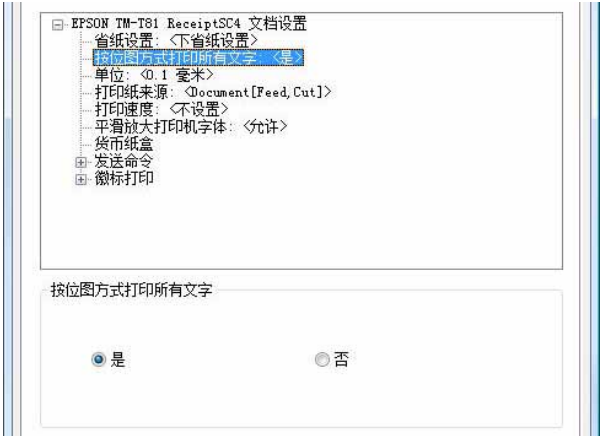 EPSON TM-T81 ReceiptSC4 文档设置
省纸设置: <下省纸设置>
按位图方式打印所有文字: <是>
单位: <0.1 毫米>
打印纸来源: <Document[Feed,Cut]>
打印速度: <不设置>
平滑放大打印机字体: <允许>
货币纸盒
发送命令
徽标打印
按位图方式打印所有文字
是
否